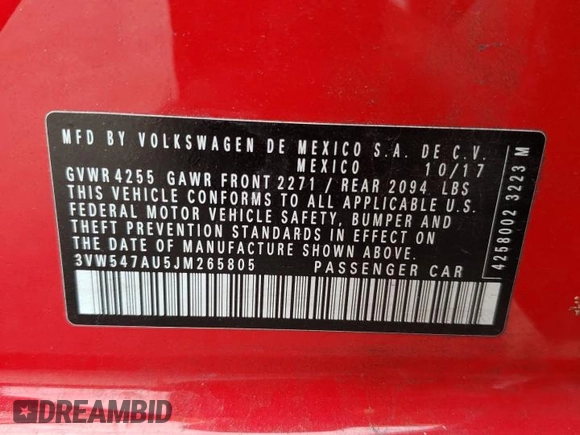 MFD BY VOLKSWAGEN DE MEXICO S.A. DE C.V.
MEXICO 10/17
GVWR 4255 GAWR FRONT 2271 / REAR 2094 LBS
THIS VEHICLE CONFORMS TO ALL APPLICABLE U.S.
FEDERAL MOTOR VEHICLE SAFETY, BUMPER AND
THEFT PREVENTION STANDARDS IN EFFECT ON
THE DATE OF MANUFACTURE SHOWN ABOVE.
3VW547AU5JM265805 PASSENGER CAR
4258002 3223 M
DREAMBID